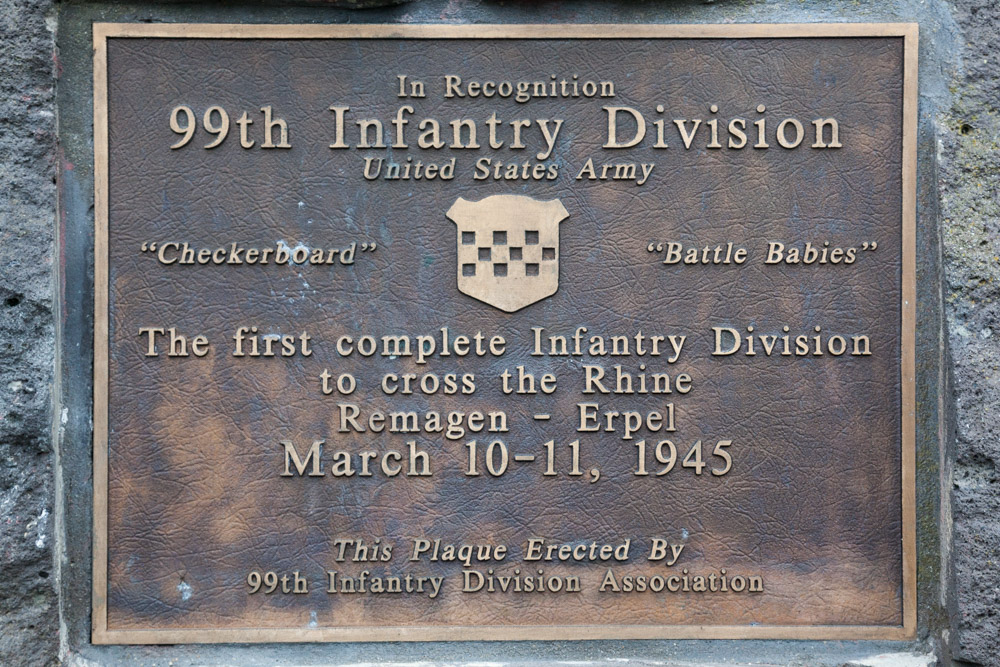 In Recognition
99th Infantry Division
United States Army
“Checkerboard” “Battle Babies”
The first complete Infantry Division
to cross the Rhine
Remagen - Erpel
March 10-11, 1945
This Plaque Erected By
99th Infantry Division Association